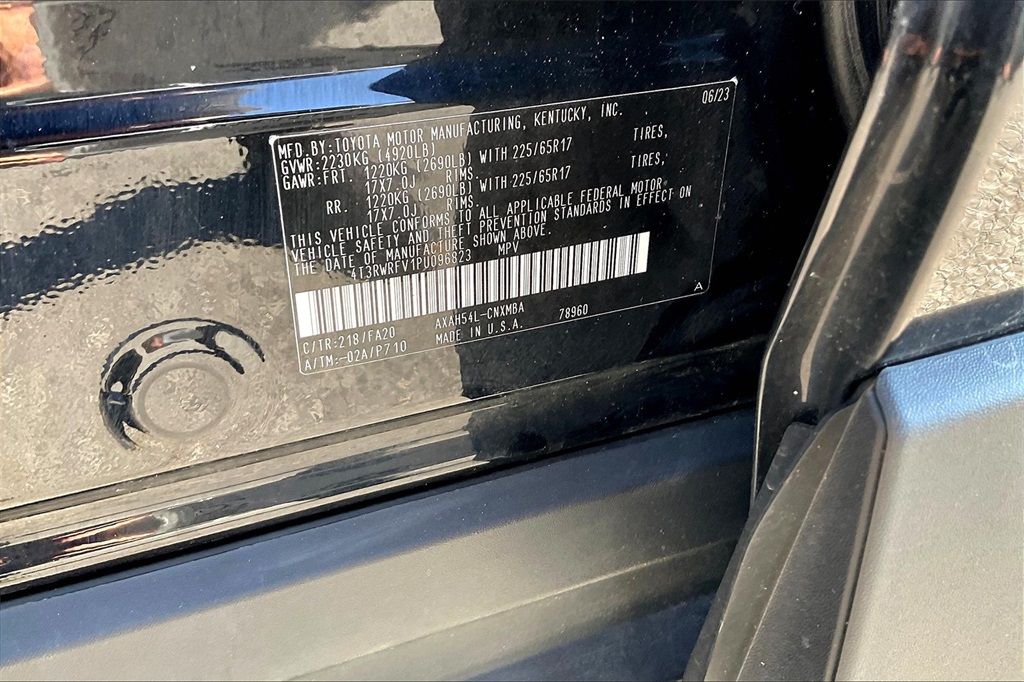 MFD. BY: TOYOTA MOTOR MANUFACTURING, KENTUCKY, INC. 06/23
GVWR: 2230KG (4920LB)
GAWR: FRT. 1220KG (2690LB) WITH 225/65R17 TIRES,
17X7.0J RIMS.
RR. 1220KG (2690LB) WITH 225/65R17 TIRES,
17X7.0J RIMS.
THIS VEHICLE CONFORMS TO ALL APPLICABLE FEDERAL MOTOR
VEHICLE SAFETY AND THEFT PREVENTION STANDARDS IN EFFECT ON
THE DATE OF MANUFACTURE SHOWN ABOVE.
4T3RWRFV1PU096823 MPV
C/TR: 218/FA20 AXAH54L-CNXMBA 78960 A
A/TM: -02A/P710 MADE IN U.S.A.